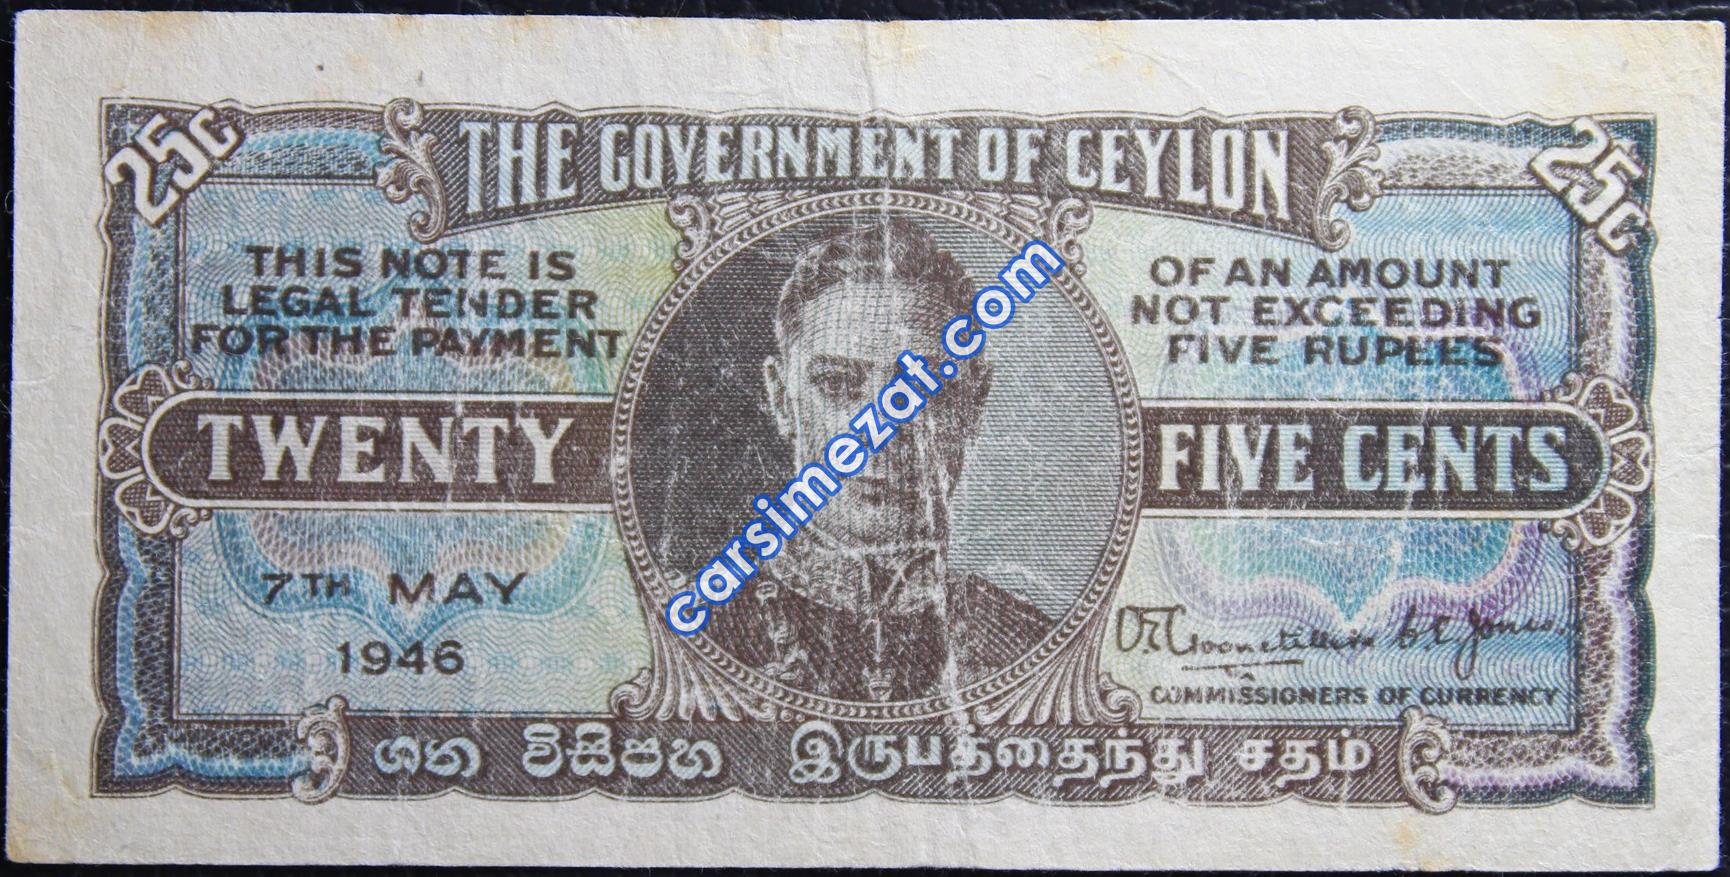 25C
THE GOVERNMENT OF CEYLON
25C
THIS NOTE IS
LEGAL TENDER
FOR THE PAYMENT
OF AN AMOUNT
NOT EXCEEDING
FIVE RUPEES
TWENTY
FIVE CENTS
7TH MAY
1946
COMMISSIONERS OF CURRENCY
ශත විසිපහ
இருபத்தைந்து சதம்
carsimezat.com